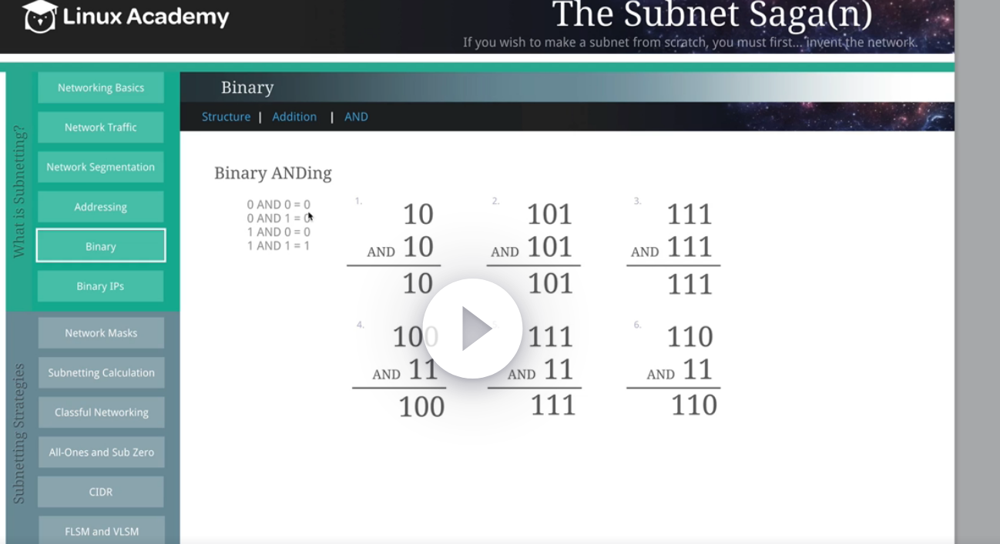 Linux Academy
The Subnet Saga(n)
If you wish to make a subnet from scratch, you must first... invent the network.
What is Subnetting?
Networking Basics
Network Traffic
Network Segmentation
Addressing
Binary
Binary IPs
Subnetting Strategies
Network Masks
Subnetting Calculation
Classful Networking
All-Ones and Sub Zero
CIDR
FLSM and VLSM
Binary
Structure | Addition | AND
Binary ANDing
0 AND 0 = 0
0 AND 1 = 0
1 AND 0 = 0
1 AND 1 = 1
1.
10
AND 10
10
2.
101
AND 101
101
3.
111
AND 111
111
4.
100
AND 11
100
111
AND 11
111
6.
110
AND 11
110